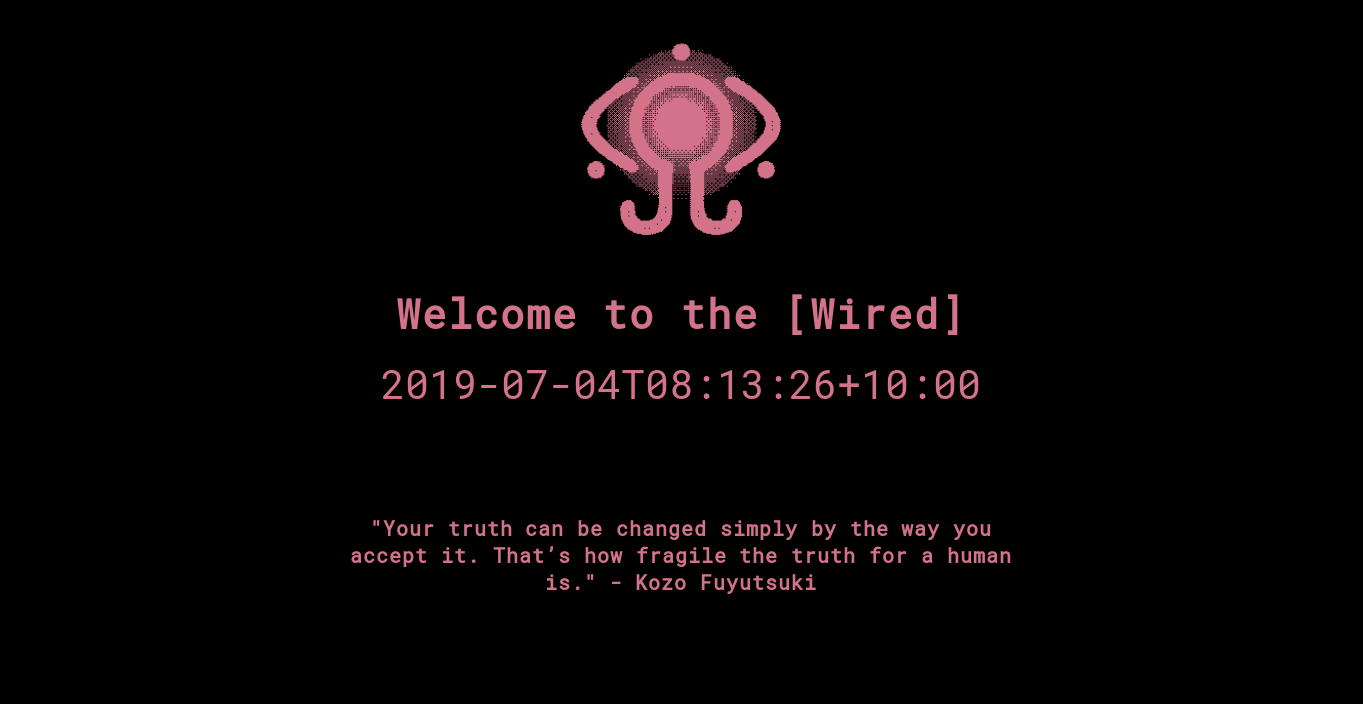 Welcome to the [Wired]
2019-07-04T08:13:26+10:00
"Your truth can be changed simply by the way you
accept it. That’s how fragile the truth for a human
is." - Kozo Fuyutsuki